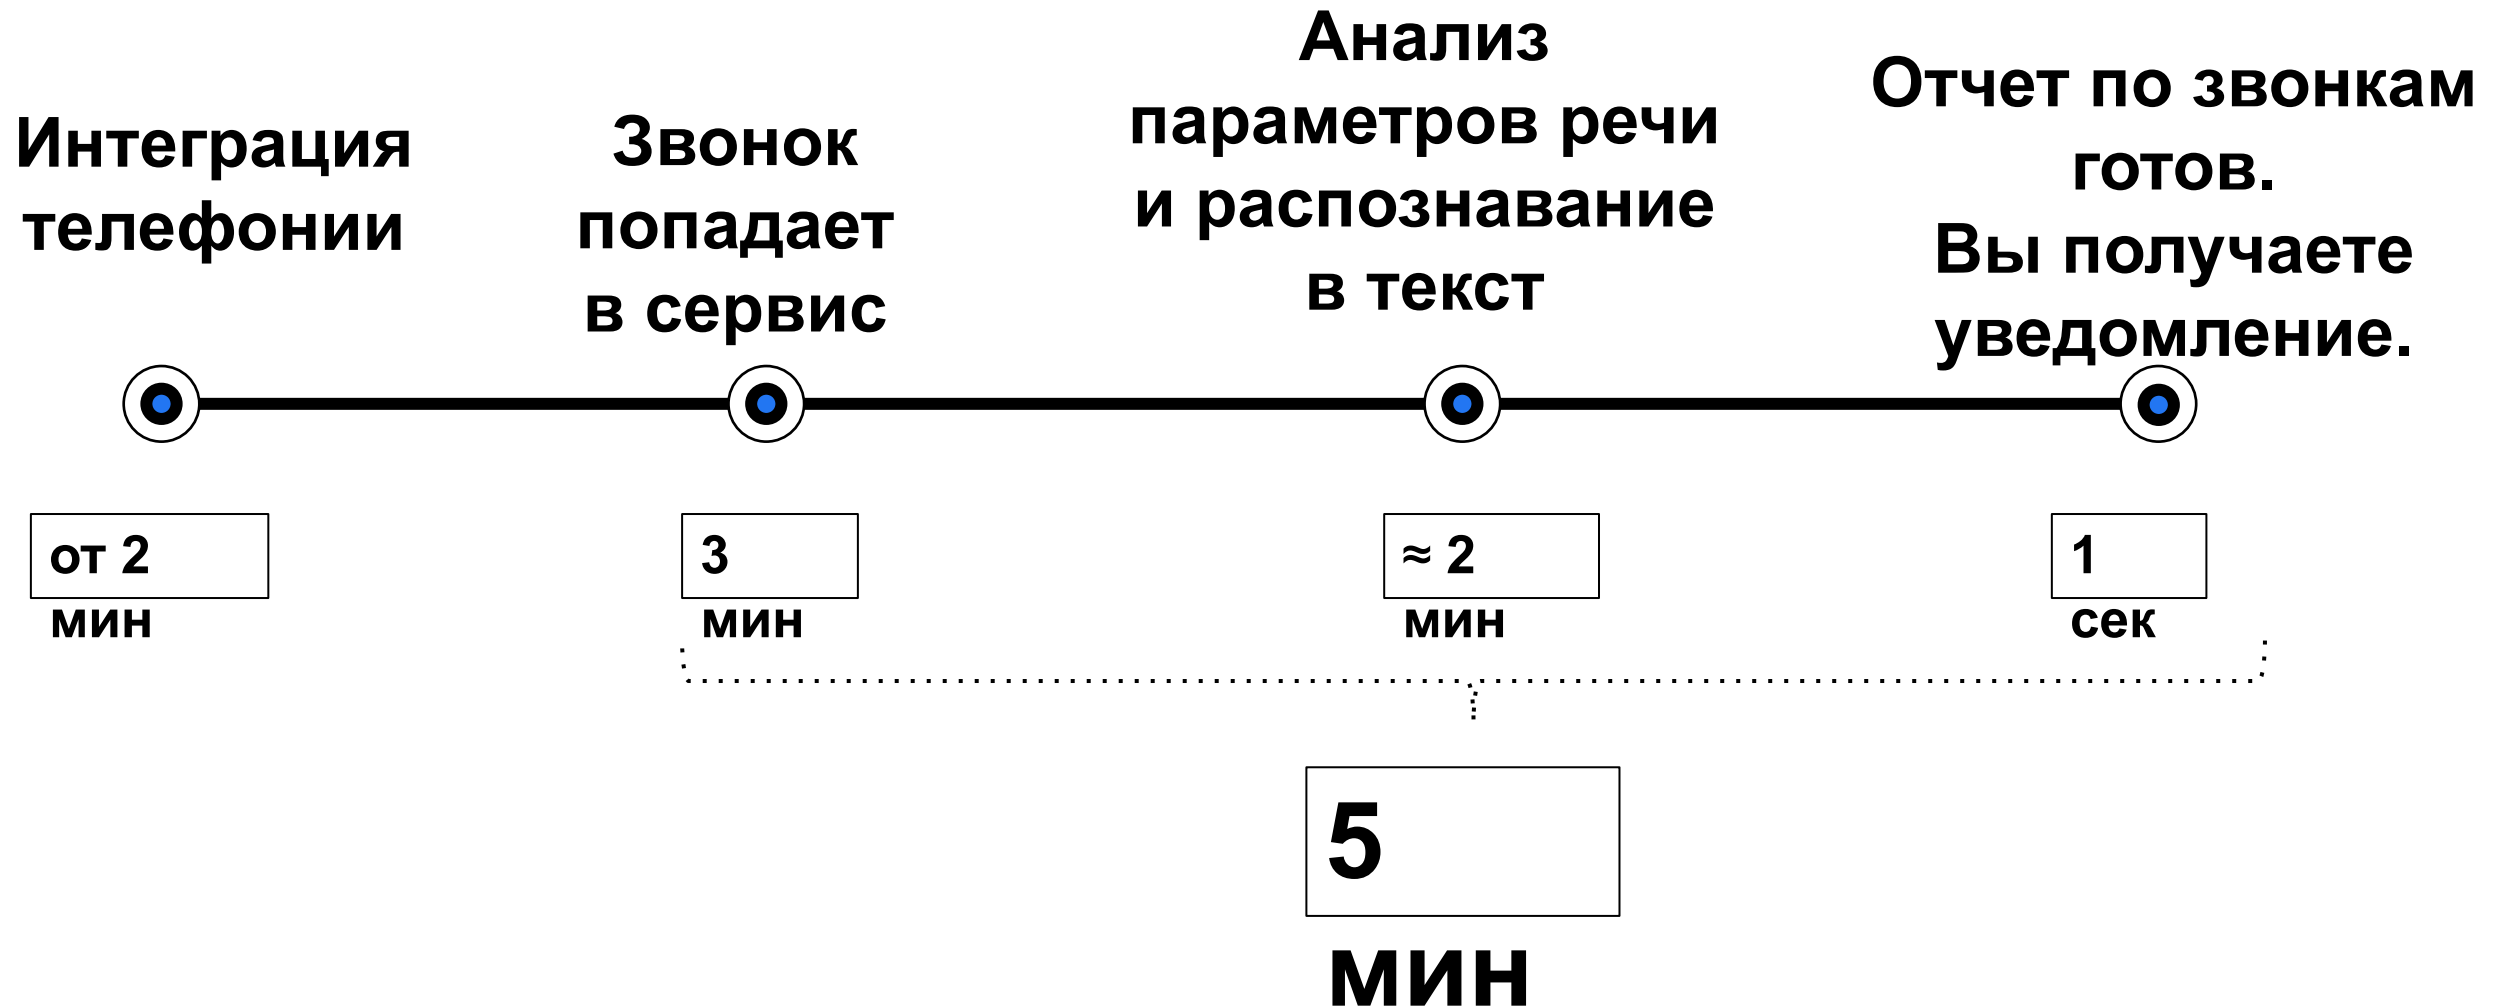 Интеграция
телефонии
Звонок
попадает
в сервис
Анализ
параметров речи
и распознование
в текст
Отчет по звонкам
готов.
Вы получаете
уведомление.
от 2
мин
3
мин
≈ 2
мин
1
сек
5
мин